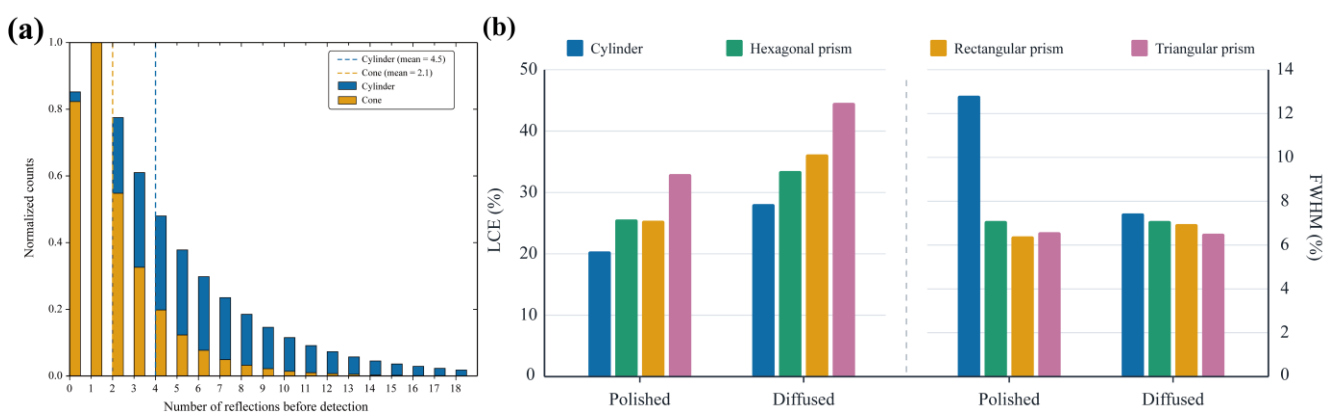 (a)
1.0
0.8
0.6
0.4
0.2
0.0
Normalized counts
Cylinder (mean = 4.5)
Cone (mean = 2.1)
Cylinder
Cone
0 1 2 3 4 5 6 7 8 9 10 11 12 13 14 15 16 17 18
Number of reflections before detection
(b)
Cylinder Hexagonal prism Rectangular prism Triangular prism
50
40
30
20
10
0
LCE (%)
14
12
10
8
6
4
2
0
FWHM (%)
Polished Diffused Polished Diffused